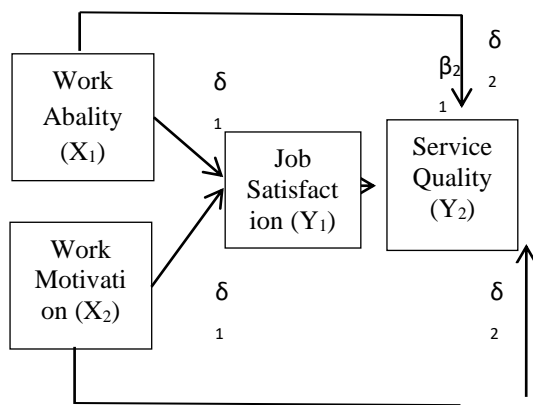 Work
Abality
(X₁)
δ
1
β₂
1
δ
2
Job
Satisfact
ion (Y₁)
Service
Quality
(Y₂)
Work
Motivati
on (X₂)
δ
1
δ
2